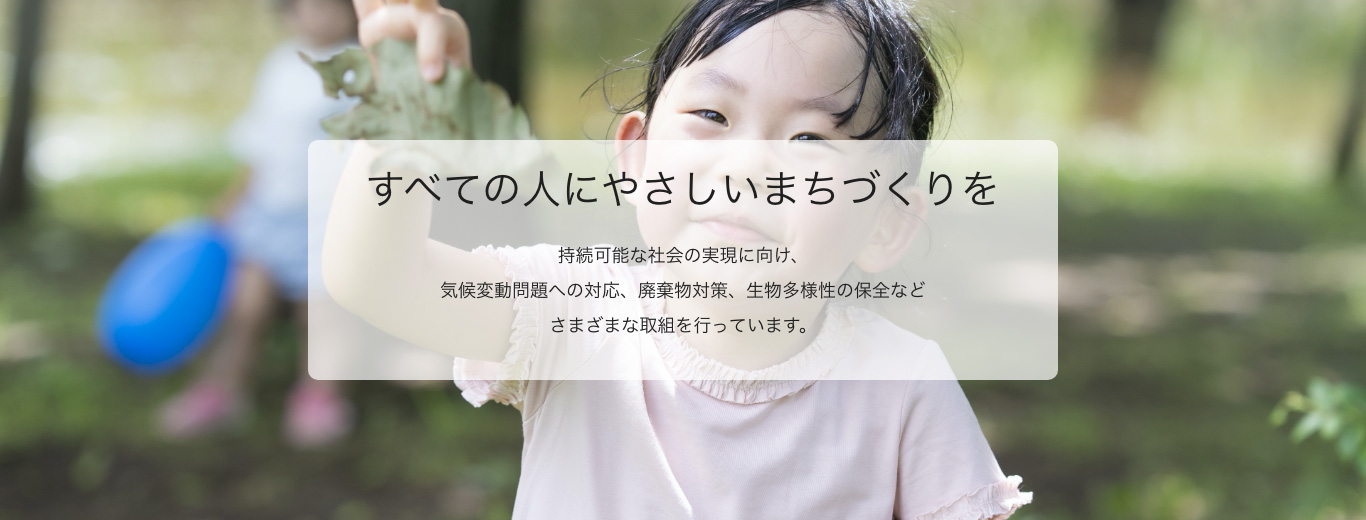 すべての人にやさしいまちづくりを
持続可能な社会の実現に向け、
気候変動問題への対応、廃棄物対策、生物多様性の保全など
さまざまな取組を行っています。